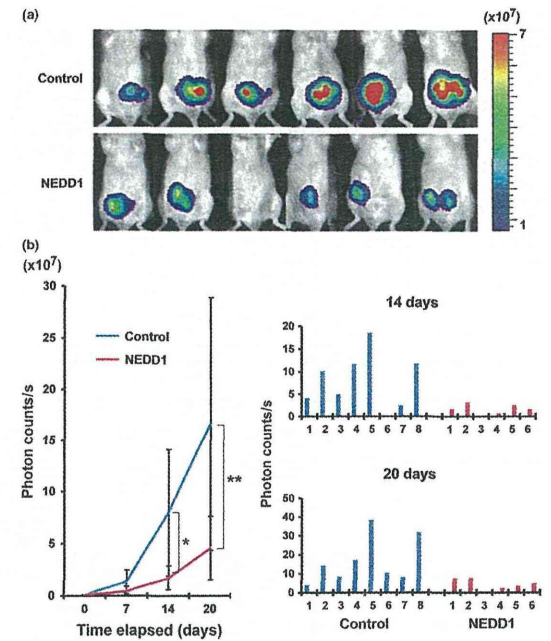 (a)
(x10⁷)
7
Control
NEDD1
1
(b)
(x10⁷)
30
25
20
15
10
5
0
Photon counts/s
Control
NEDD1
*
**
0 7 14 20
Time elapsed (days)
14 days
20
15
10
5
0
1 2 3 4 5 6 7 8 1 2 3 4 5 6
Photon counts/s
20 days
50
40
30
20
10
0
1 2 3 4 5 6 7 8 1 2 3 4 5 6
Control NEDD1